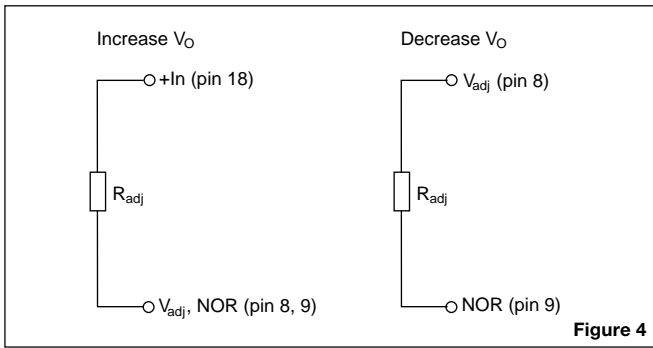 Increase VO
+In (pin 18)
Radj
Vadj, NOR (pin 8, 9)
Decrease VO
Vadj (pin 8)
Radj
NOR (pin 9)
Figure 4